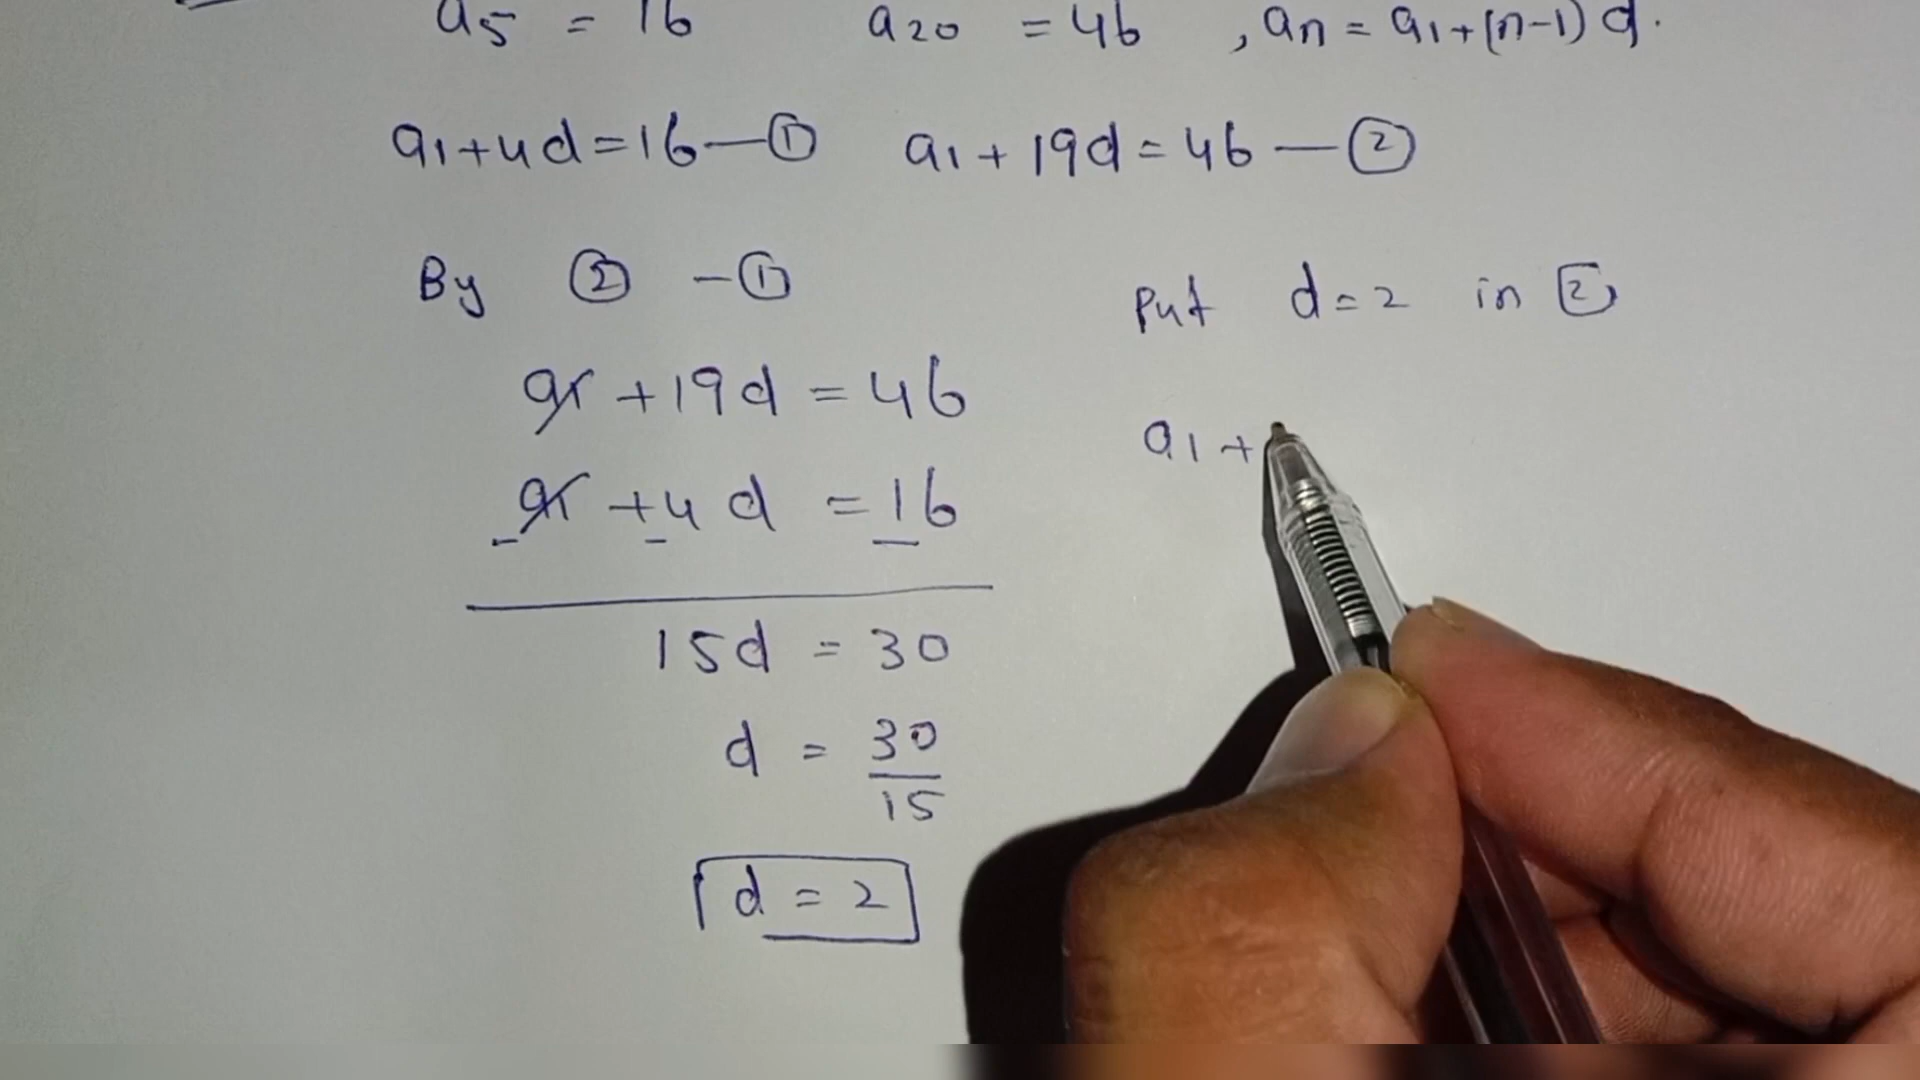 a5 = 16 a20 = 46 , an = a1+(n-1)d.
a1+4d=16—① a1+19d=46—②
By ② -①
a1+19d=46
a1+4d=16
- - -
15d=30
d = 30/15
d = 2
Put d=2 in ②,
a1+